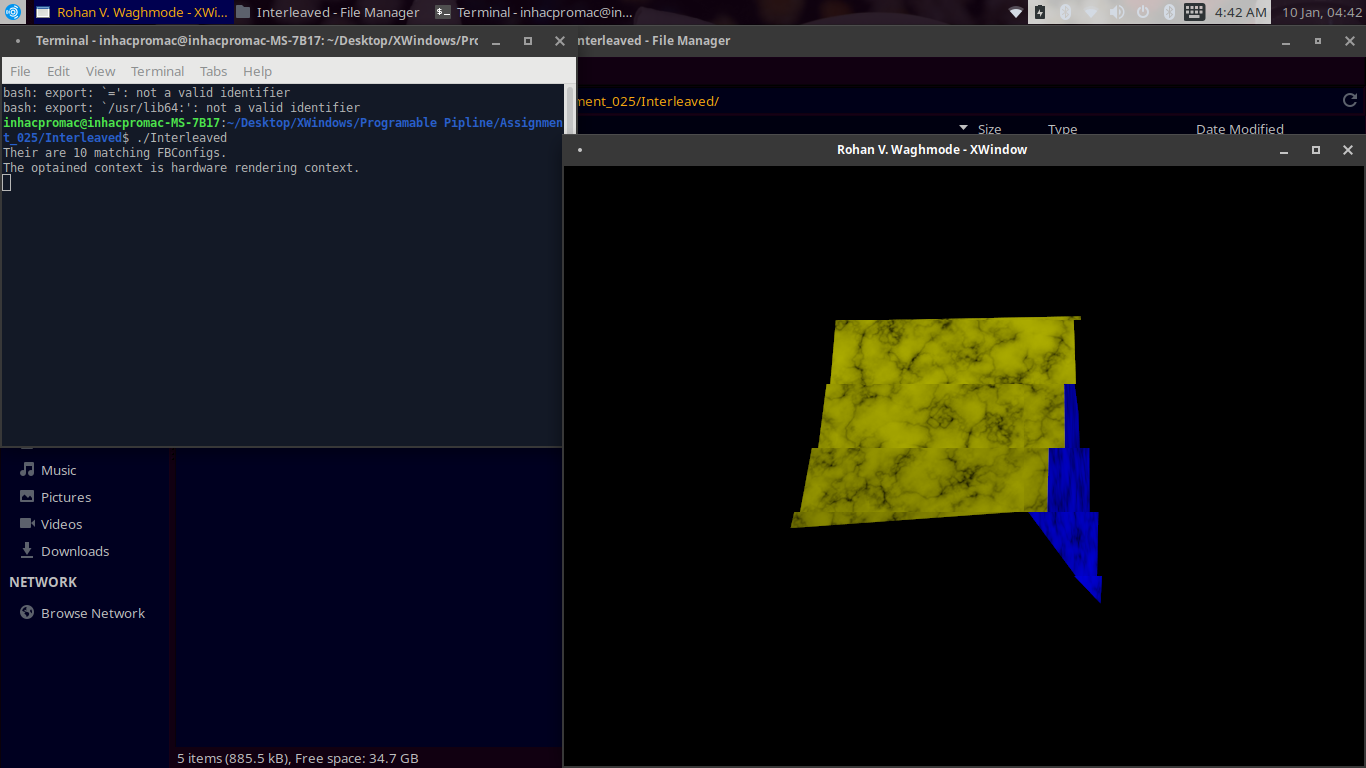 Rohan V. Waghmode - XWi...
Interleaved - File Manager
Terminal - inhacpromac@in...
4:42 AM
10 Jan, 04:42
Terminal - inhacpromac@inhacpromac-MS-7B17: ~/Desktop/XWindows/Pro
nterleaved - File Manager
File Edit View Terminal Tabs Help
bash: export: `=': not a valid identifier
bash: export: `/usr/lib64:': not a valid identifier
inhacpromac@inhacpromac-MS-7B17:~/Desktop/XWindows/Programable Pipline/Assignmen
t_025/Interleaved$ ./Interleaved
Their are 10 matching FBConfigs.
The optained context is hardware rendering context.
ment_025/Interleaved/
Size Type Date Modified
Rohan V. Waghmode - XWindow
Music
Pictures
Videos
Downloads
NETWORK
Browse Network
5 items (885.5 kB), Free space: 34.7 GB